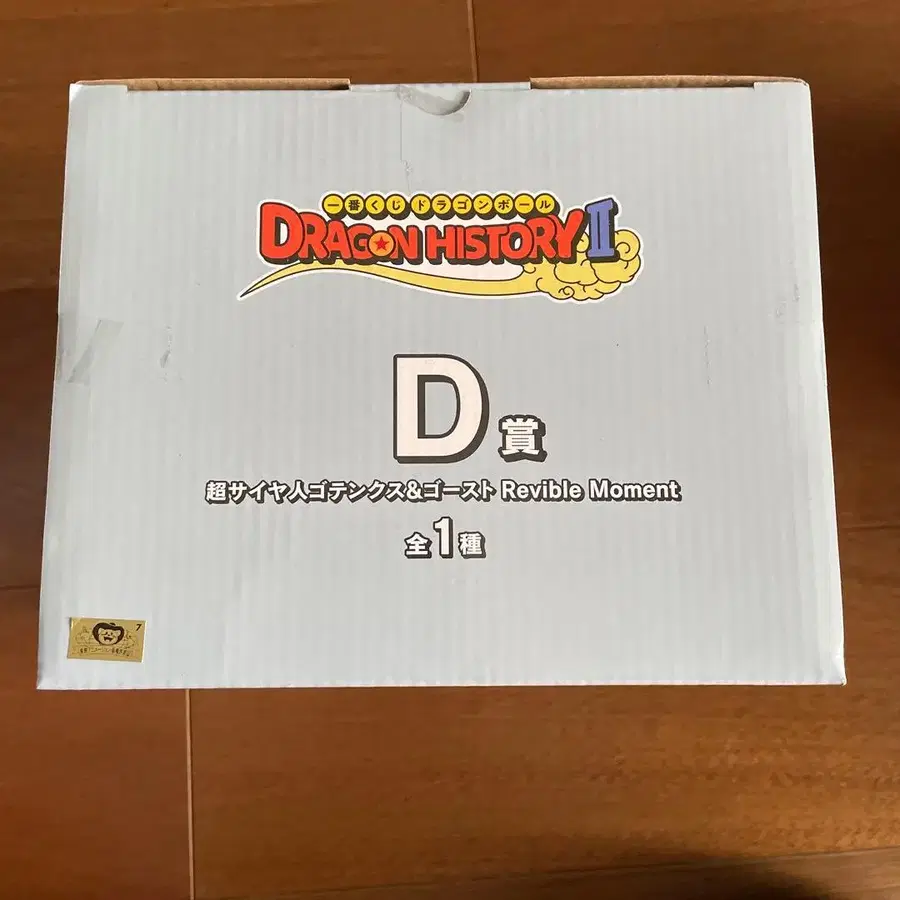 一番くじ ドラゴンボール
DRAGON HISTORY II
D賞
超サイヤ人ゴテンクス&ゴースト Revible Moment
全1種
7